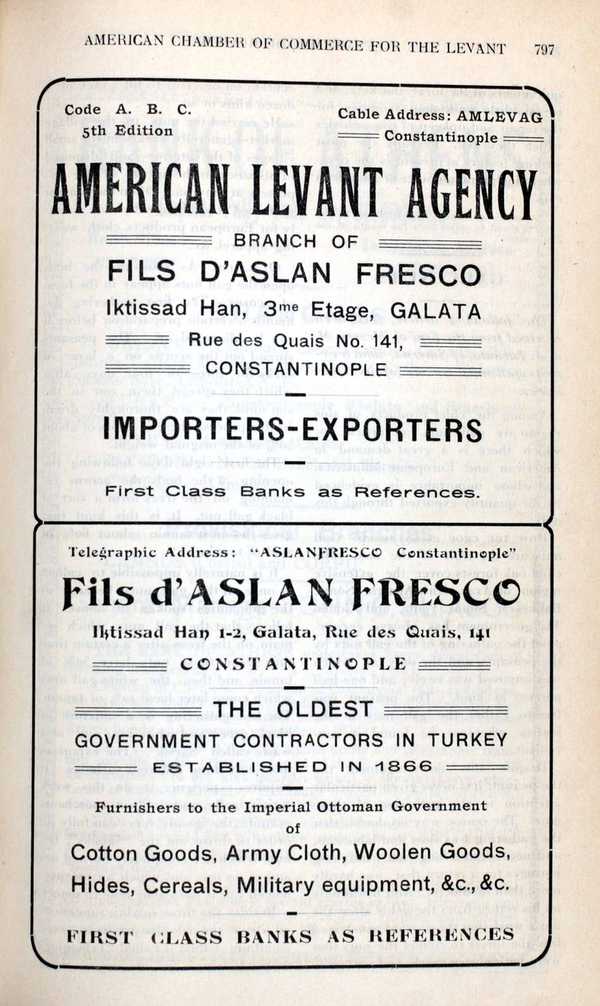 AMERICAN CHAMBER OF COMMERCE FOR THE LEVANT 797
Code A. B. C.
5th Edition
Cable Address: AMLEVAG
Constantinople
AMERICAN LEVANT AGENCY
BRANCH OF
FILS D'ASLAN FRESCO
Iktissad Han, 3me Etage, GALATA
Rue des Quais No. 141,
CONSTANTINOPLE
IMPORTERS-EXPORTERS
First Class Banks as References.
Telegraphic Address: "ASLANFRESCO Constantinople"
Fils d'ASLAN FRESCO
Iktissad Han 1-2, Galata, Rue des Quais, 141
CONSTANTINOPLE
THE OLDEST
GOVERNMENT CONTRACTORS IN TURKEY
ESTABLISHED IN 1866
Furnishers to the Imperial Ottoman Government
of
Cotton Goods, Army Cloth, Woolen Goods,
Hides, Cereals, Military equipment, &c., &c.
FIRST CLASS BANKS AS REFERENCES